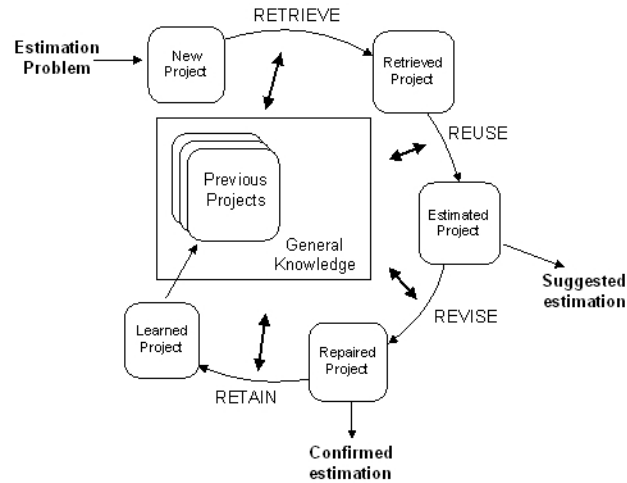 RETRIEVE
Estimation
Problem
New
Project
Retrieved
Project
REUSE
Previous
Projects
General
Knowledge
Estimated
Project
Suggested
estimation
REVISE
Learned
Project
Repaired
Project
RETAIN
Confirmed
estimation